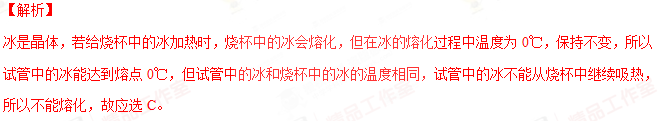 【解析】
冰是晶体，若给烧杯中的冰加热时，烧杯中的冰会熔化，但在冰的熔化过程中温度为 0℃，保持不变，所以
试管中的冰能达到熔点 0℃，但试管中的冰和烧杯中的冰的温度相同，试管中的冰不能从烧杯中继续吸热，
所以不能熔化，故应选 C。